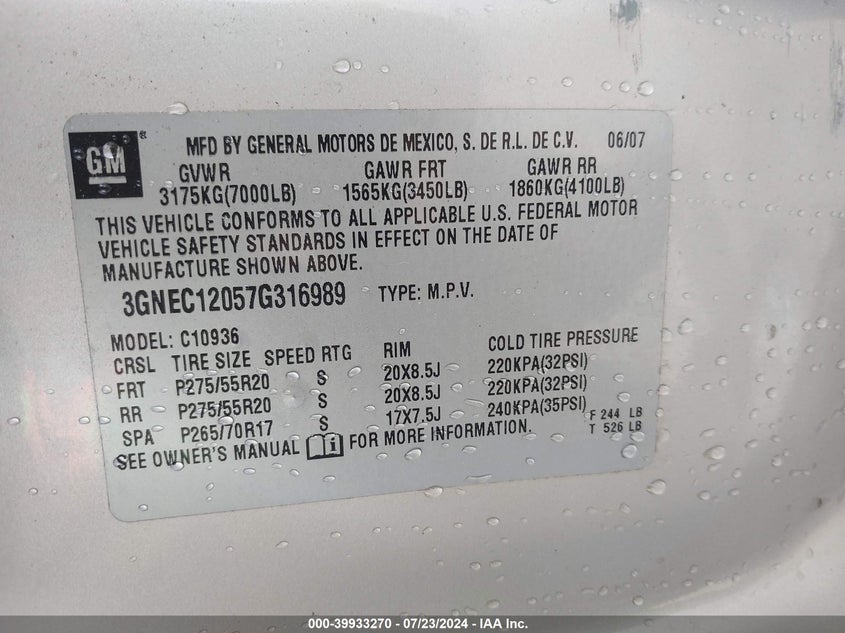 GM ®
MFD BY GENERAL MOTORS DE MEXICO, S. DE R.L. DE C.V. 06/07
GVWR GAWR FRT GAWR RR
3175KG(7000LB) 1565KG(3450LB) 1860KG(4100LB)
THIS VEHICLE CONFORMS TO ALL APPLICABLE U.S. FEDERAL MOTOR
VEHICLE SAFETY STANDARDS IN EFFECT ON THE DATE OF
MANUFACTURE SHOWN ABOVE.
3GNEC12057G316989 TYPE: M.P.V.
MODEL: C10936
CRSL TIRE SIZE SPEED RTG RIM COLD TIRE PRESSURE
FRT P275/55R20 S 20X8.5J 220KPA(32PSI)
RR P275/55R20 S 20X8.5J 220KPA(32PSI)
SPA P265/70R17 S 17X7.5J 240KPA(35PSI)
F 244 LB
T 526 LB
SEE OWNER'S MANUAL i FOR MORE INFORMATION.
000-39933270 - 07/23/2024 - IAA Inc.